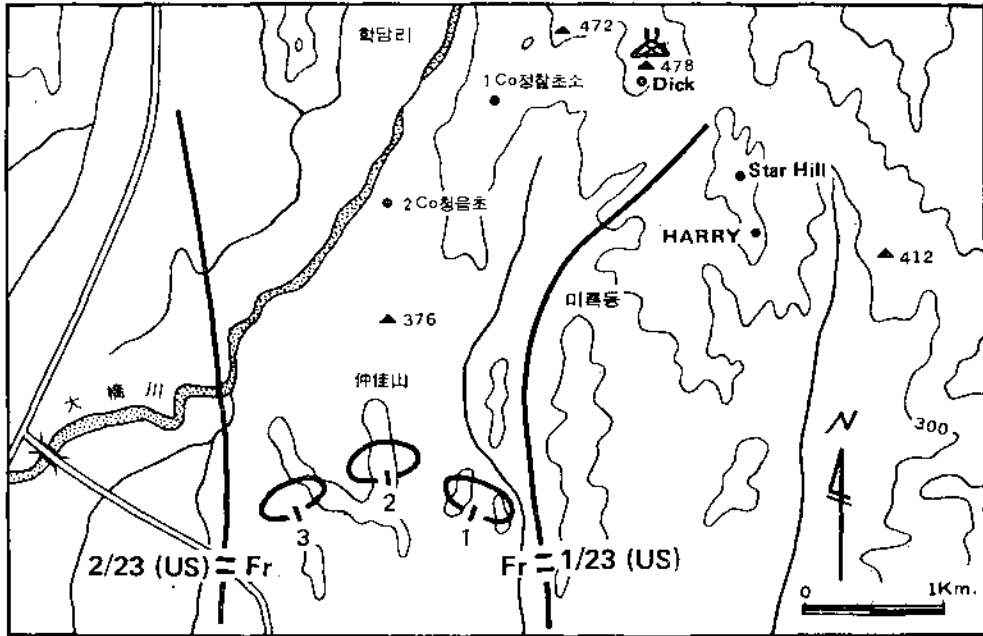 472
학담리
478
Dick
1 Co정찰초소
Star Hill
2 Co청음초
HARRY
412
미륵동
376
大橋川
仲佳山
300
N
2
1
3
2/23 (US) = Fr
Fr = 1/23 (US)
0 1Km.